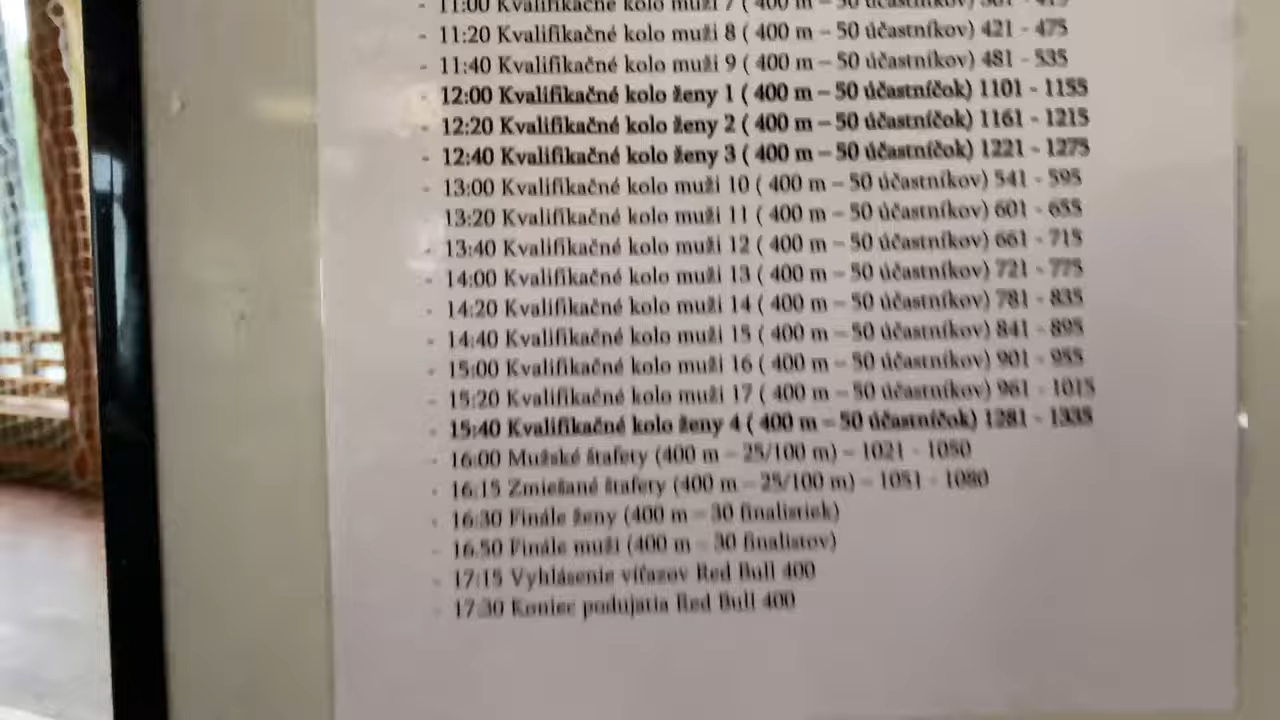 - 11:00 Kvalifikačné kolo muži 7 ( 400 m – 50 účastníkov)
- 11:20 Kvalifikačné kolo muži 8 ( 400 m – 50 účastníkov) 421 - 475
- 11:40 Kvalifikačné kolo muži 9 ( 400 m – 50 účastníkov) 481 - 535
- 12:00 Kvalifikačné kolo ženy 1 ( 400 m – 50 účastníčok) 1101 - 1155
- 12:20 Kvalifikačné kolo ženy 2 ( 400 m – 50 účastníčok) 1161 - 1215
- 12:40 Kvalifikačné kolo ženy 3 ( 400 m – 50 účastníčok) 1221 - 1275
- 13:00 Kvalifikačné kolo muži 10 ( 400 m – 50 účastníkov) 541 - 595
- 13:20 Kvalifikačné kolo muži 11 ( 400 m – 50 účastníkov) 601 - 655
- 13:40 Kvalifikačné kolo muži 12 ( 400 m – 50 účastníkov) 661 - 715
- 14:00 Kvalifikačné kolo muži 13 ( 400 m – 50 účastníkov) 721 - 775
- 14:20 Kvalifikačné kolo muži 14 ( 400 m – 50 účastníkov) 781 - 835
- 14:40 Kvalifikačné kolo muži 15 ( 400 m – 50 účastníkov) 841 - 895
- 15:00 Kvalifikačné kolo muži 16 ( 400 m – 50 účastníkov) 901 - 955
- 15:20 Kvalifikačné kolo muži 17 ( 400 m – 50 účastníkov) 961 - 1015
- 15:40 Kvalifikačné kolo ženy 4 ( 400 m – 50 účastníčok) 1281 - 1335
- 16:00 Mužské štafety (400 m – 25/100 m) – 1021 - 1050
- 16:15 Zmiešané štafety (400 m – 25/100 m) – 1051 - 1080
- 16:30 Finále ženy (400 m – 30 finalistiek)
- 16:50 Finále muži (400 m – 30 finalistov)
- 17:15 Vyhlásenie víťazov Red Bull 400
- 17:30 Koniec podujatia Red Bull 400